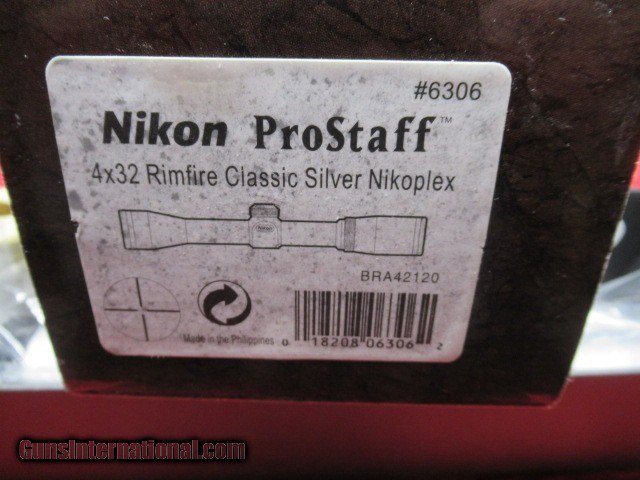 #6306
Nikon ProStaff™
4x32 Rimfire Classic Silver Nikoplex
BRA42120
Made in the Philippines
0 18208 06306 2
GunsInternational.com